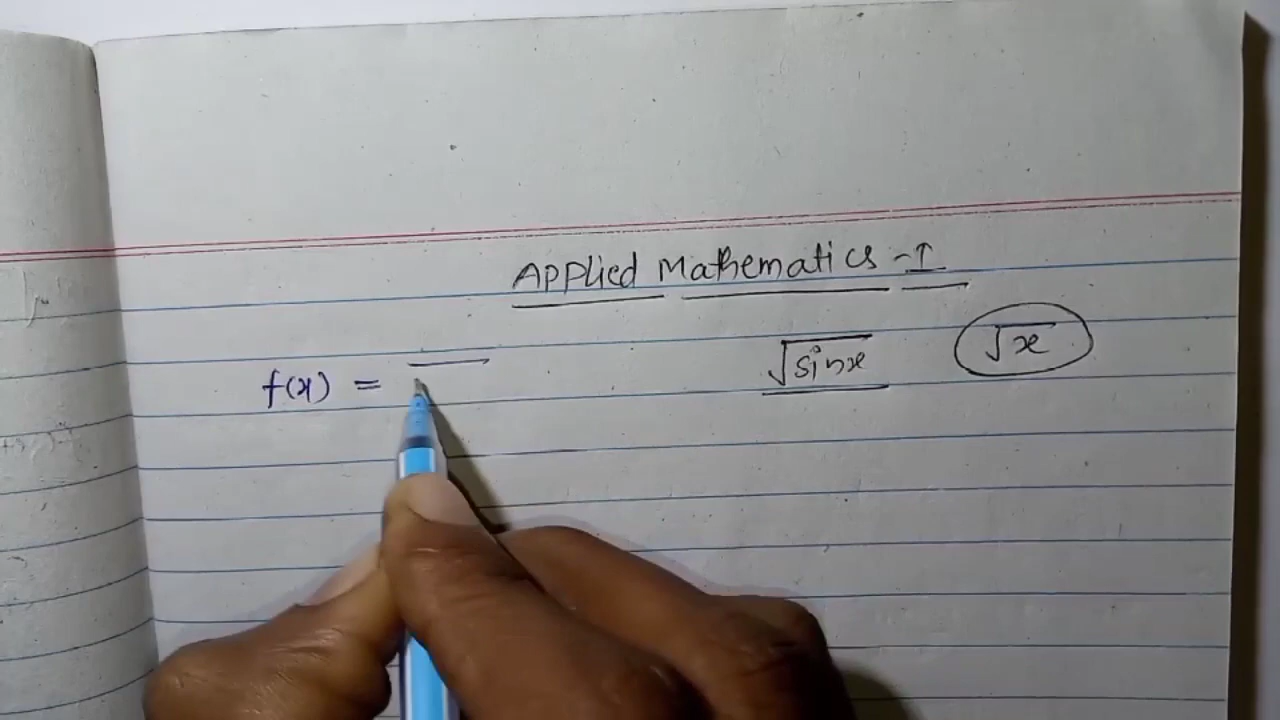 Applied Mathematics - I
√sinx √x
f(x) =